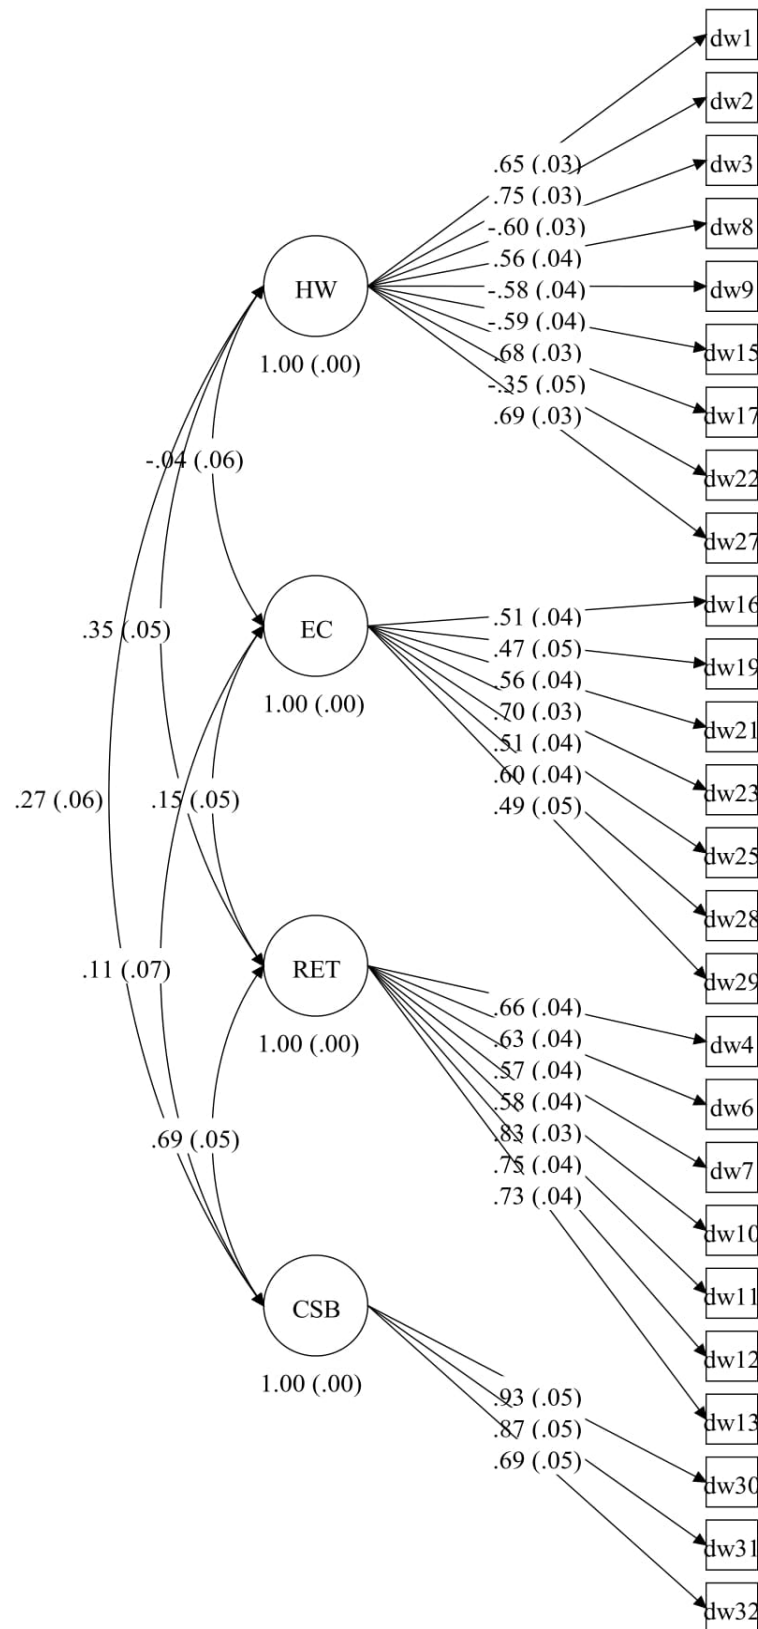 dw1
dw2
dw3
.65 (.03)
.75 (.03)
-.60 (.03)
dw8
.56 (.04)
HW
-.58 (.04)
dw9
-.59 (.04)
.68 (.03)
dw15
1.00 (.00)
-.35 (.05)
.69 (.03)
dw17
-.04 (.06)
dw22
dw27
dw16
.51 (.04)
EC
.35 (.05)
.47 (.05)
dw19
.56 (.04)
1.00 (.00)
.70 (.03)
dw21
.51 (.04)
.60 (.04)
dw23
.27 (.06)
.15 (.05)
.49 (.05)
dw25
dw28
RET
.11 (.07)
dw29
.66 (.04)
.63 (.04)
1.00 (.00)
dw4
.57 (.04)
.58 (.04)
dw6
.83 (.03)
.69 (.05)
.75 (.04)
dw7
.73 (.04)
dw10
dw11
CSB
dw12
1.00 (.00)
.93 (.05)
dw13
.87 (.05)
.69 (.05)
dw30
dw31
dw32